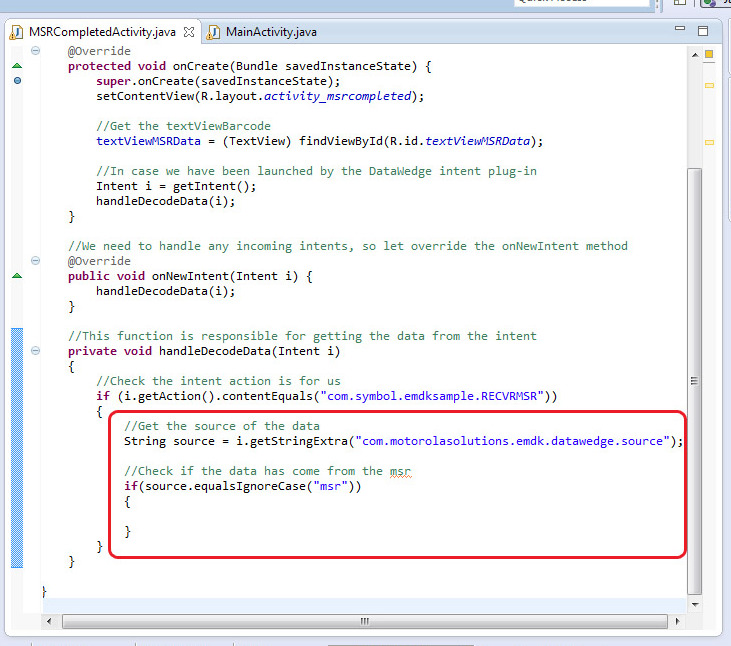 MSRCompletedActivity.java
MainActivity.java
@Override
protected void onCreate(Bundle savedInstanceState) {
super.onCreate(savedInstanceState);
setContentView(R.layout.activity_msrcompleted);
//Get the textViewBarcode
textViewMSRData = (TextView) findViewById(R.id.textViewMSRData);
//In case we have been launched by the DataWedge intent plug-in
Intent i = getIntent();
handleDecodeData(i);
}
//We need to handle any incoming intents, so let override the onNewIntent method
@Override
public void onNewIntent(Intent i) {
handleDecodeData(i);
}
//This function is responsible for getting the data from the intent
private void handleDecodeData(Intent i)
{
//Check the intent action is for us
if (i.getAction().contentEquals("com.symbol.emdksample.RECVRMSR"))
{
//Get the source of the data
String source = i.getStringExtra("com.motorolasolutions.emdk.datawedge.source");
//Check if the data has come from the msr
if(source.equalsIgnoreCase("msr"))
{
}
}
}
}